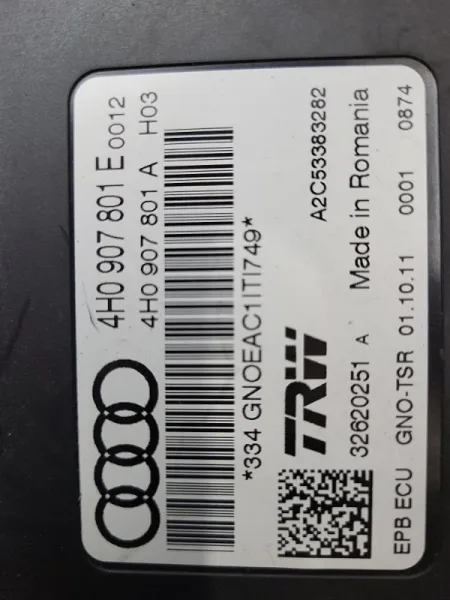 4H0 907 801 E 0012
4H0 907 801 A H03
*334 GNOEAC1ITI749*
TRW
A2C53383282
32620251 A Made in Romania
EPB ECU GNO-TSR 01.10.11 0001 0874